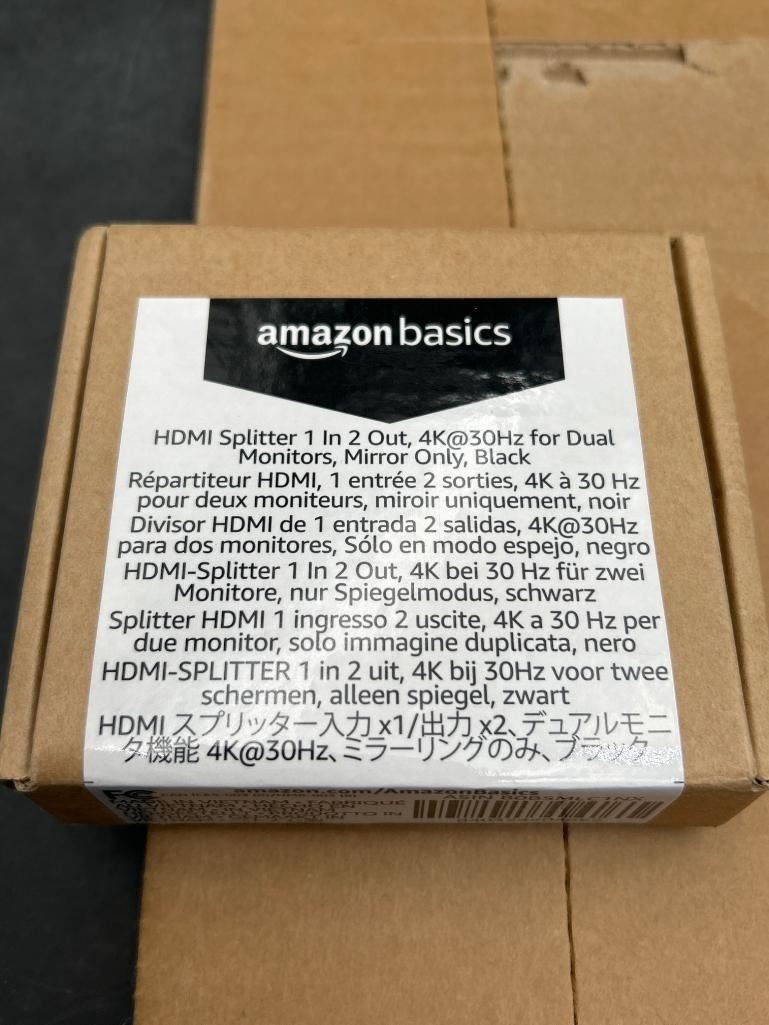 amazon basics
HDMI Splitter 1 In 2 Out, 4K@30Hz for Dual
Monitors, Mirror Only, Black
Répartiteur HDMI, 1 entrée 2 sorties, 4K à 30 Hz
pour deux moniteurs, miroir uniquement, noir
Divisor HDMI de 1 entrada 2 salidas, 4K@30Hz
para dos monitores, Sólo en modo espejo, negro
HDMI-Splitter 1 In 2 Out, 4K bei 30 Hz für zwei
Monitore, nur Spiegelmodus, schwarz
Splitter HDMI 1 ingresso 2 uscite, 4K a 30 Hz per
due monitor, solo immagine duplicata, nero
HDMI-SPLITTER 1 in 2 uit, 4K bij 30Hz voor twee
schermen, alleen spiegel, zwart
HDMI スプリッター入力 x1/出力 x2、デュアルモニ
タ機能 4K@30Hz、ミラーリングのみ、ブラック
FC
amazon.com/AmazonBasics